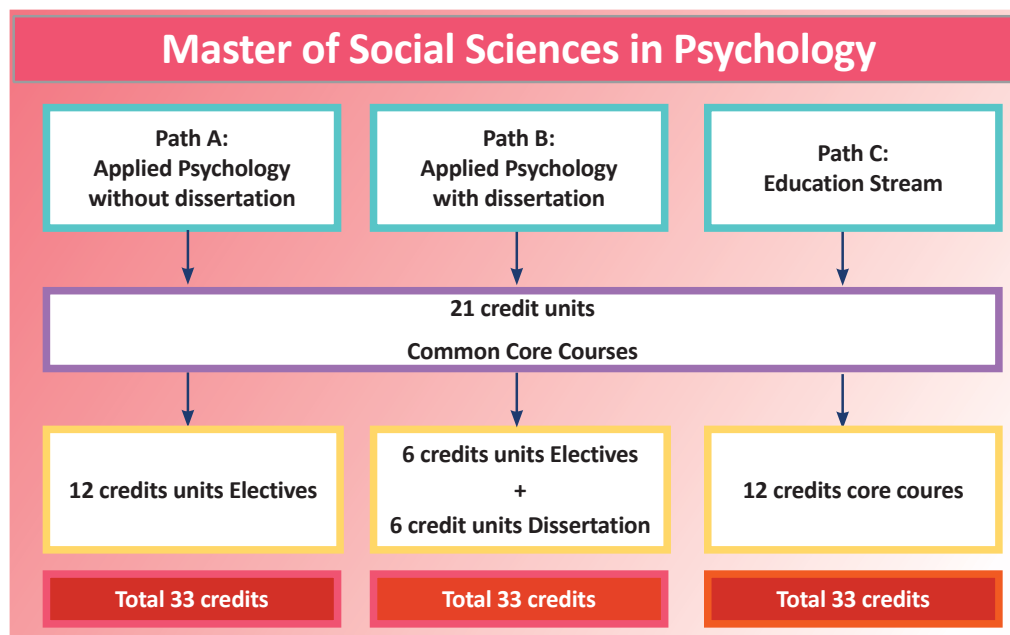 Master of Social Sciences in Psychology
Path A:
Applied Psychology
without dissertation
Path B:
Applied Psychology
with dissertation
Path C:
Education Stream
21 credit units
Common Core Courses
12 credits units Electives
6 credits units Electives
+
6 credit units Dissertation
12 credits core coures
Total 33 credits
Total 33 credits
Total 33 credits